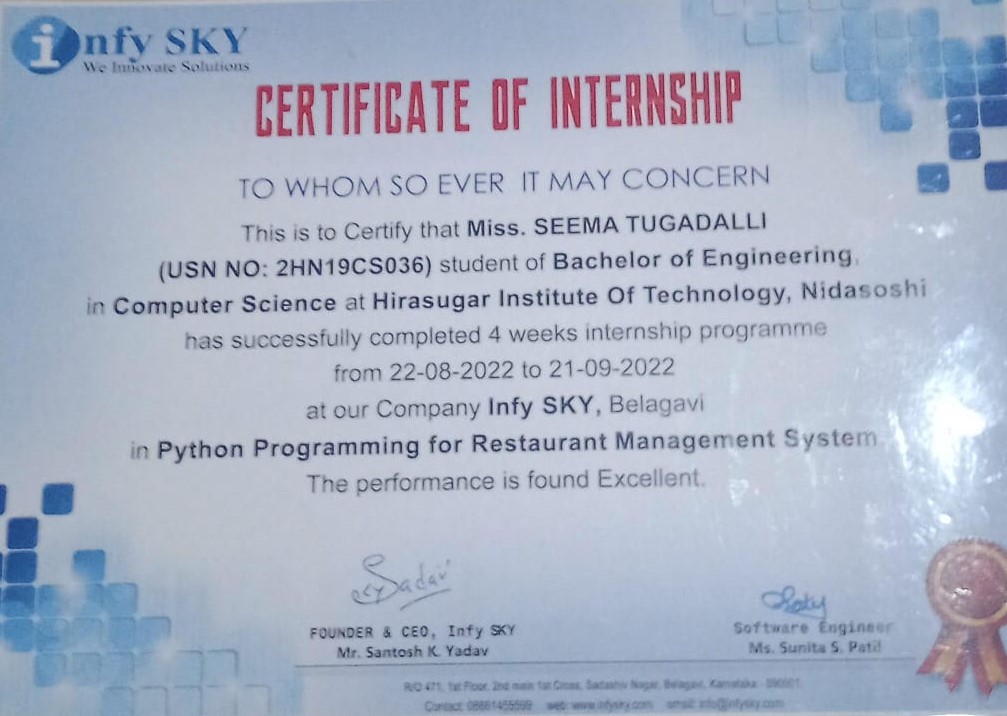 infy SKY
We Innovate Solutions
CERTIFICATE OF INTERNSHIP
TO WHOM SO EVER IT MAY CONCERN
This is to Certify that Miss. SEEMA TUGADALLI
(USN NO: 2HN19CS036) student of Bachelor of Engineering,
in Computer Science at Hirasugar Institute Of Technology, Nidasoshi
has successfully completed 4 weeks internship programme
from 22-08-2022 to 21-09-2022
at our Company Infy SKY, Belagavi
in Python Programming for Restaurant Management System.
The performance is found Excellent.
FOUNDER & CEO, Infy SKY
Mr. Santosh K. Yadav
Software Engineer
Ms. Sunita S. Patil
R/O 471, 1st Floor, 2nd main 1st Cross, Sadashiv Nagar, Belagavi, Karnataka -
Contact: web: www.infysky.com email: info@infysky.com